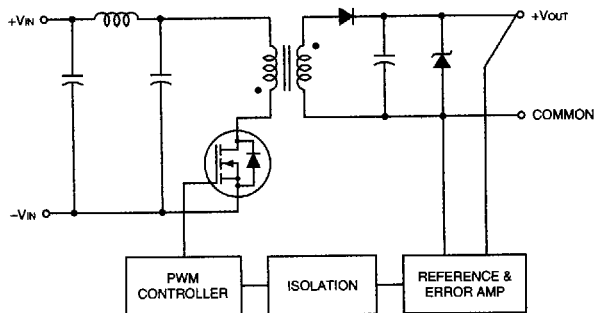 +VIN
+VOUT
COMMON
–VIN
PWM
CONTROLLER
ISOLATION
REFERENCE &
ERROR AMP